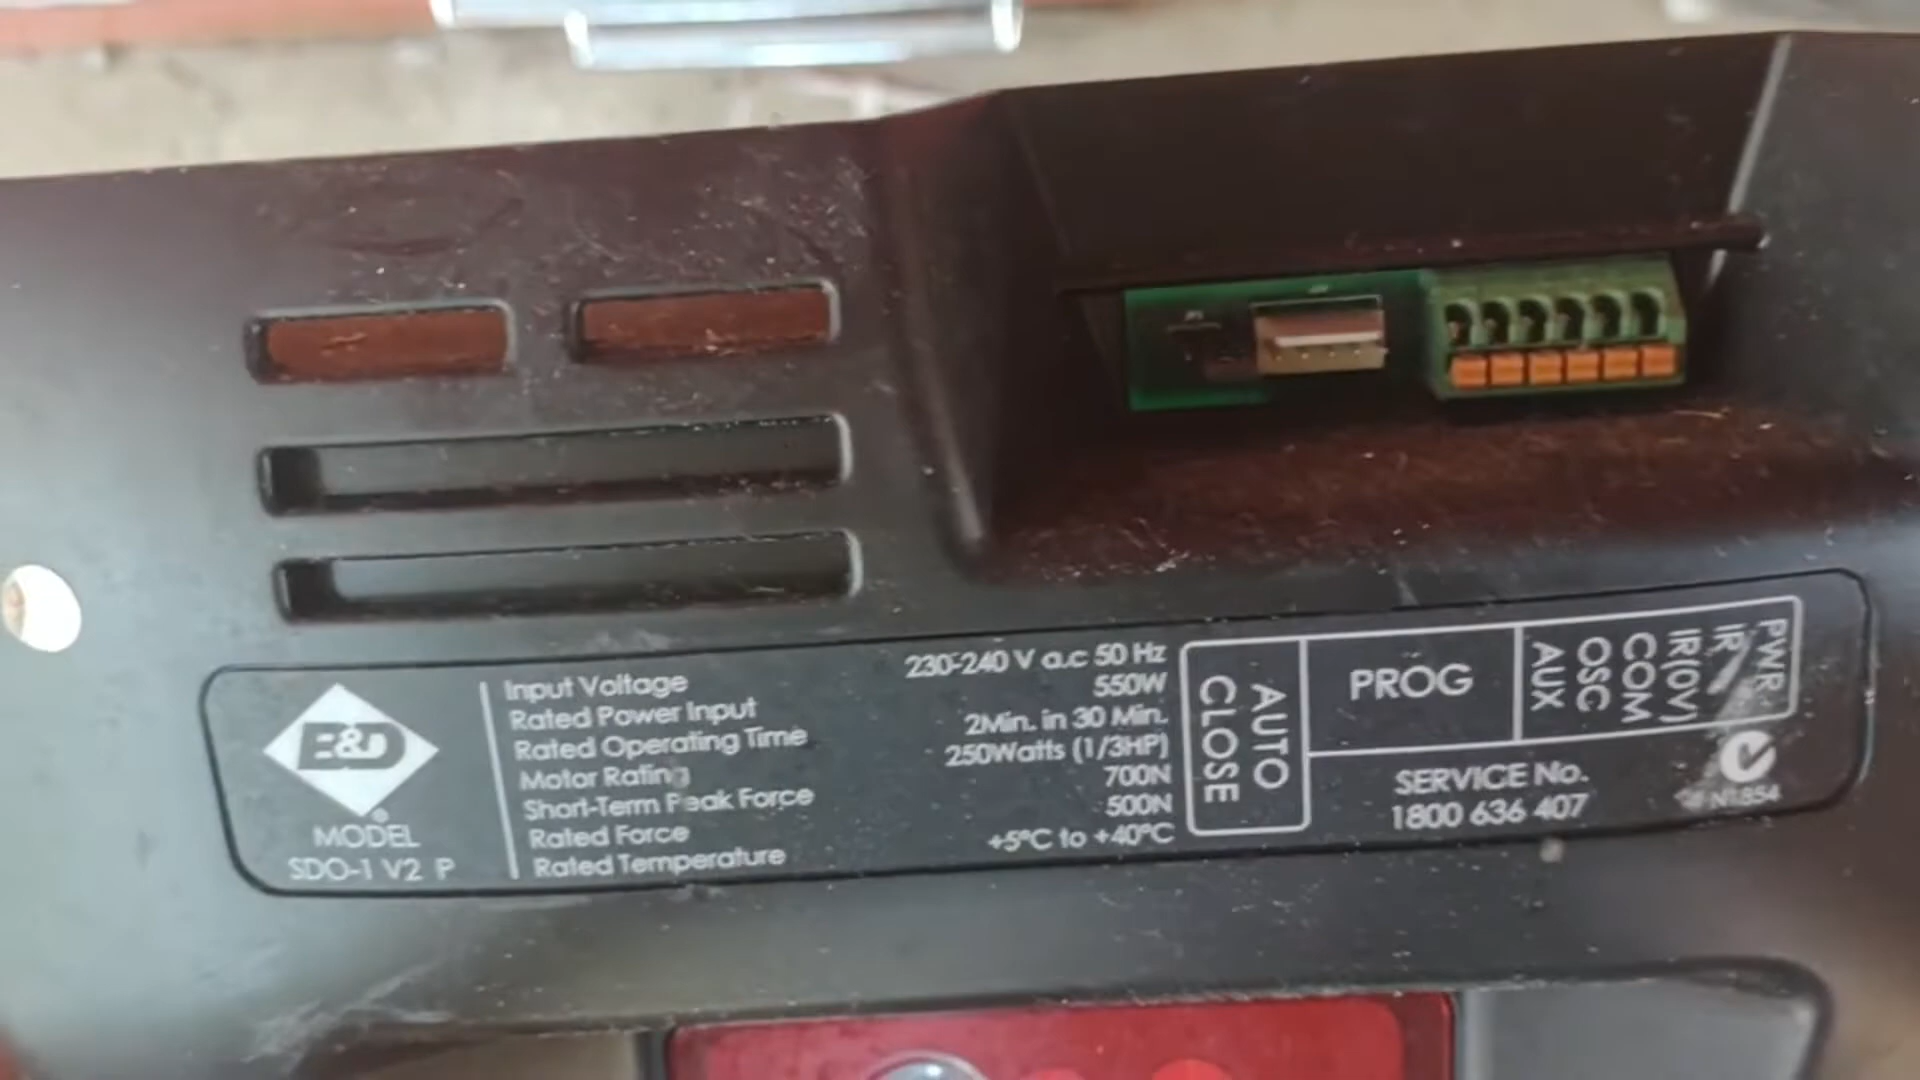 B&D
MODEL
SDO-1 V2 P
Input Voltage 230-240 V a.c 50 Hz
Rated Power Input 550W
Rated Operating Time 2Min. in 30 Min.
Motor Rating 250Watts (1/3HP)
Short-Term Peak Force 700N
Rated Force 500N
Rated Temperature +5°C to +40°C
AUTO
CLOSE
PROG
PWR
IR
IR(0V)
COM
OSC
AUX
SERVICE No.
1800 636 407
N1854